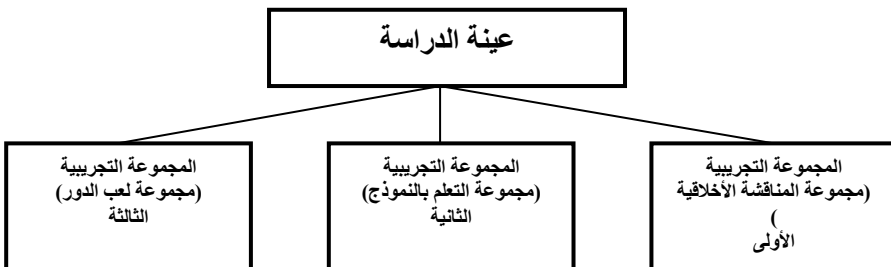 عينة الدراسة
المجموعة التجريبية
(مجموعة المناقشة الأخلاقية
)
الأولى
المجموعة التجريبية
(مجموعة التعلم بالنموذج)
الثانية
المجموعة التجريبية
(مجموعة لعب الدور)
الثالثة